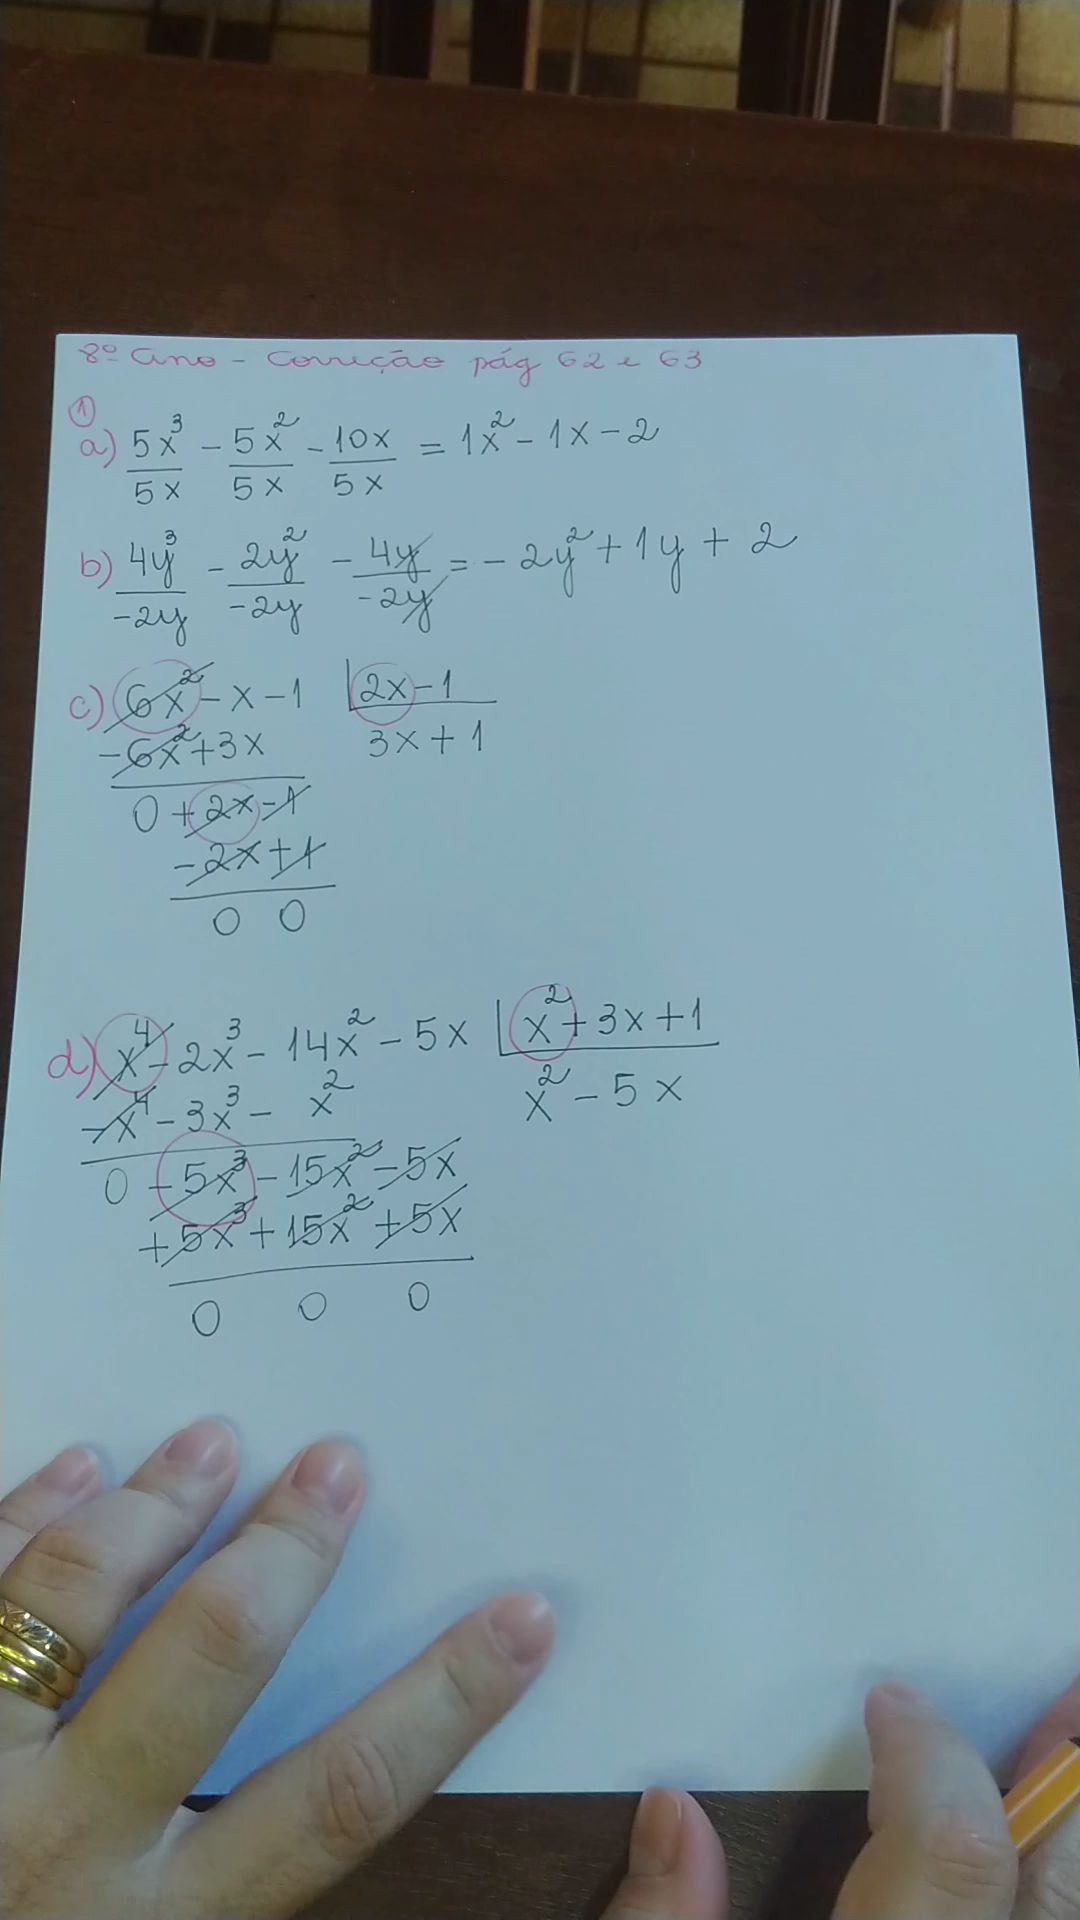 8º ano - Correção pág 62 e 63
①
a) 5x³/5x - 5x²/5x - 10x/5x = 1x² - 1x - 2
b) 4y³/-2y - 2y²/-2y - 4y/-2y = - 2y² + 1y + 2
c) 6x² - x - 1 | 2x - 1
- 6x² + 3x 3x + 1
0 + 2x - 1
- 2x + 1
0 0
d) x⁴ - 2x³ - 14x² - 5x | x² + 3x + 1
- x⁴ - 3x³ - x² x² - 5x
0 - 5x³ - 15x² - 5x
+ 5x³ + 15x² + 5x
0 0 0